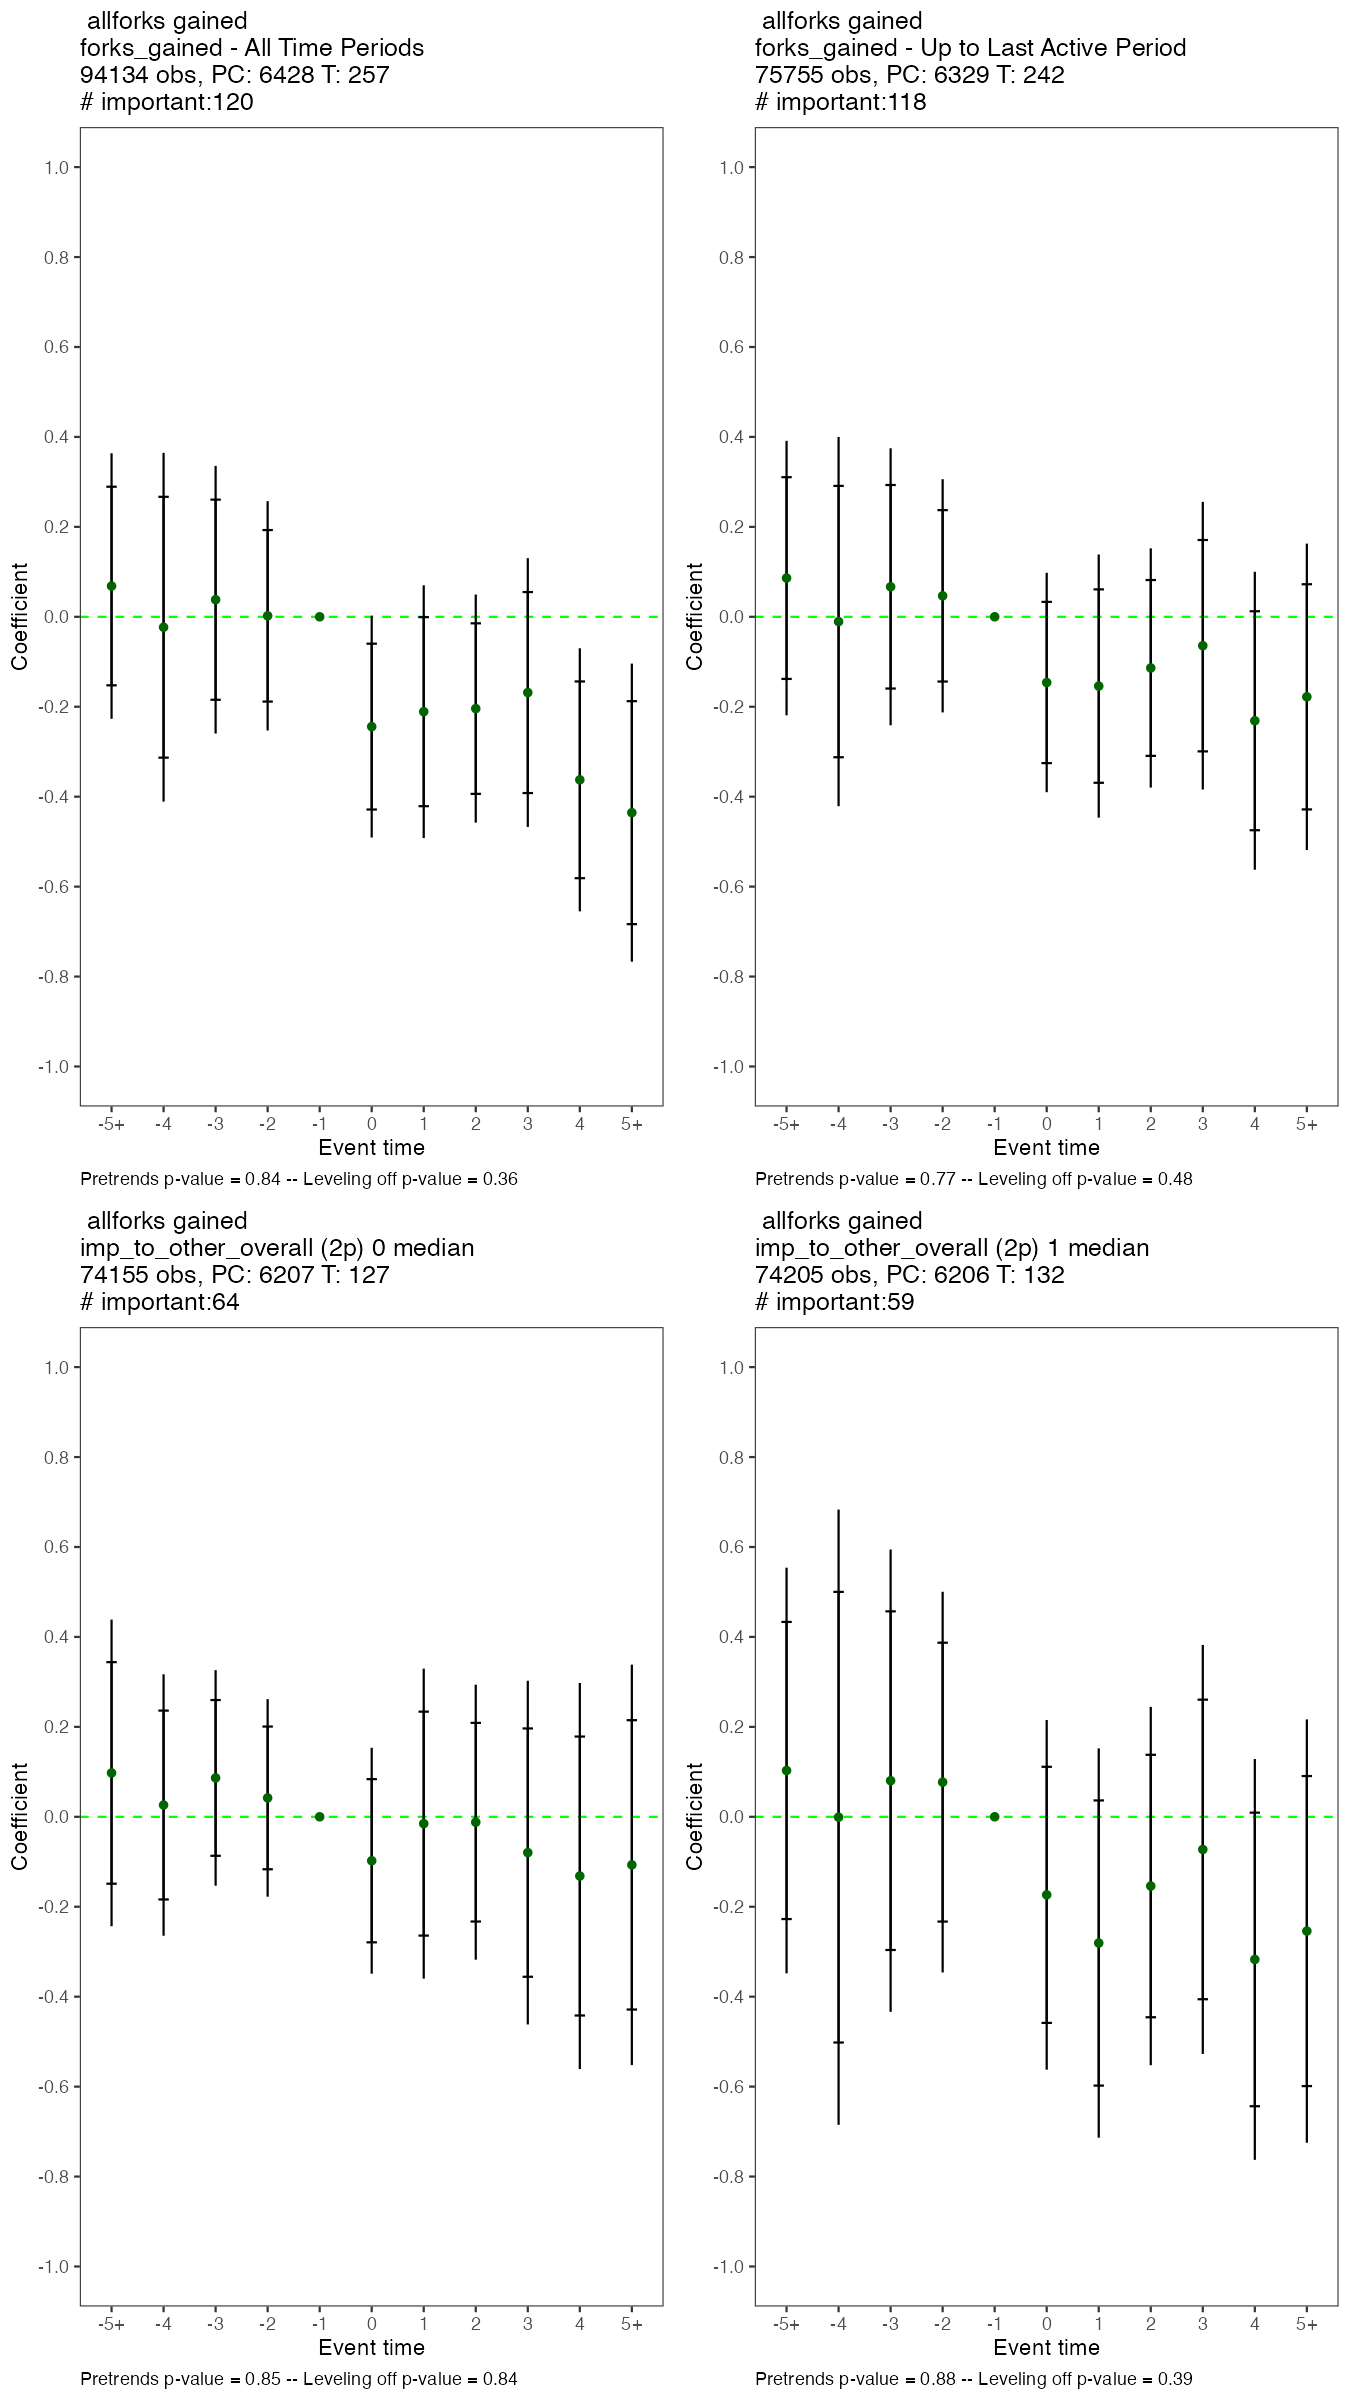 allforks gained
forks_gained - All Time Periods
94134 obs, PC: 6428 T: 257
# important:120
1.0
0.8
0.6
0.4
0.2
0.0
-0.2
-0.4
-0.6
-0.8
-1.0
Coefficient
-5+ -4 -3 -2 -1 0 1 2 3 4 5+
Event time
Pretrends p-value = 0.84 -- Leveling off p-value = 0.36
allforks gained
forks_gained - Up to Last Active Period
75755 obs, PC: 6329 T: 242
# important:118
1.0
0.8
0.6
0.4
0.2
0.0
-0.2
-0.4
-0.6
-0.8
-1.0
Coefficient
-5+ -4 -3 -2 -1 0 1 2 3 4 5+
Event time
Pretrends p-value = 0.77 -- Leveling off p-value = 0.48
allforks gained
imp_to_other_overall (2p) 0 median
74155 obs, PC: 6207 T: 127
# important:64
1.0
0.8
0.6
0.4
0.2
0.0
-0.2
-0.4
-0.6
-0.8
-1.0
Coefficient
-5+ -4 -3 -2 -1 0 1 2 3 4 5+
Event time
Pretrends p-value = 0.85 -- Leveling off p-value = 0.84
allforks gained
imp_to_other_overall (2p) 1 median
74205 obs, PC: 6206 T: 132
# important:59
1.0
0.8
0.6
0.4
0.2
0.0
-0.2
-0.4
-0.6
-0.8
-1.0
Coefficient
-5+ -4 -3 -2 -1 0 1 2 3 4 5+
Event time
Pretrends p-value = 0.88 -- Leveling off p-value = 0.39